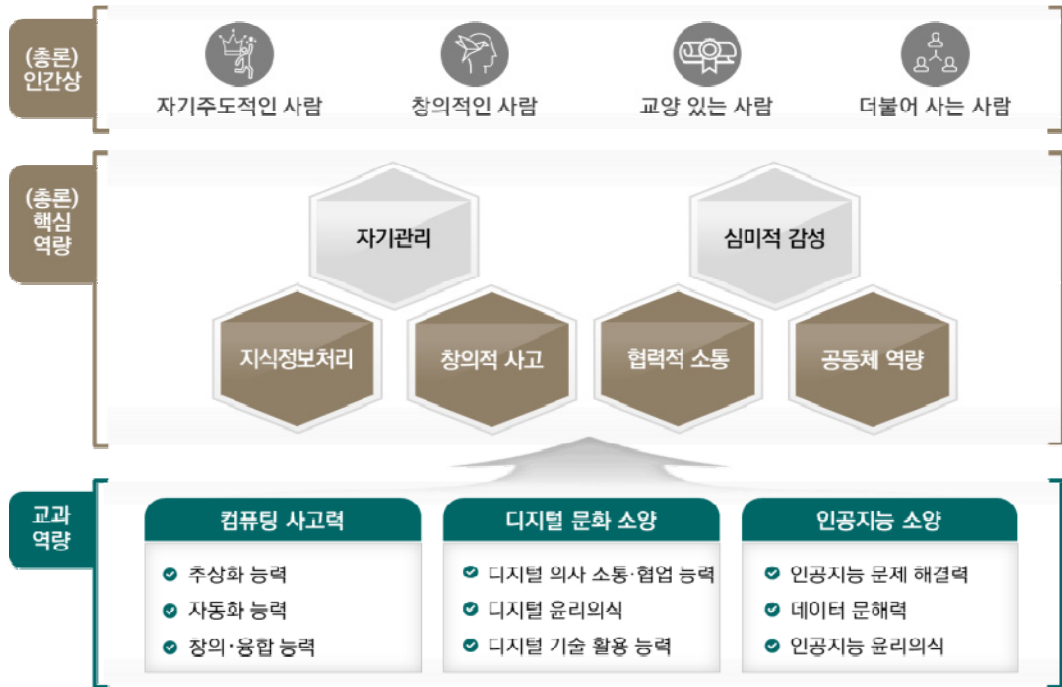 (총론)
인간상
자기주도적인 사람
창의적인 사람
교양 있는 사람
더불어 사는 사람
(총론)
핵심
역량
자기관리
심미적 감성
지식정보처리
창의적 사고
협력적 소통
공동체 역량
교과
역량
컴퓨팅 사고력
추상화 능력
자동화 능력
창의·융합 능력
디지털 문화 소양
디지털 의사 소통·협업 능력
디지털 윤리의식
디지털 기술 활용 능력
인공지능 소양
인공지능 문제 해결력
데이터 문해력
인공지능 윤리의식